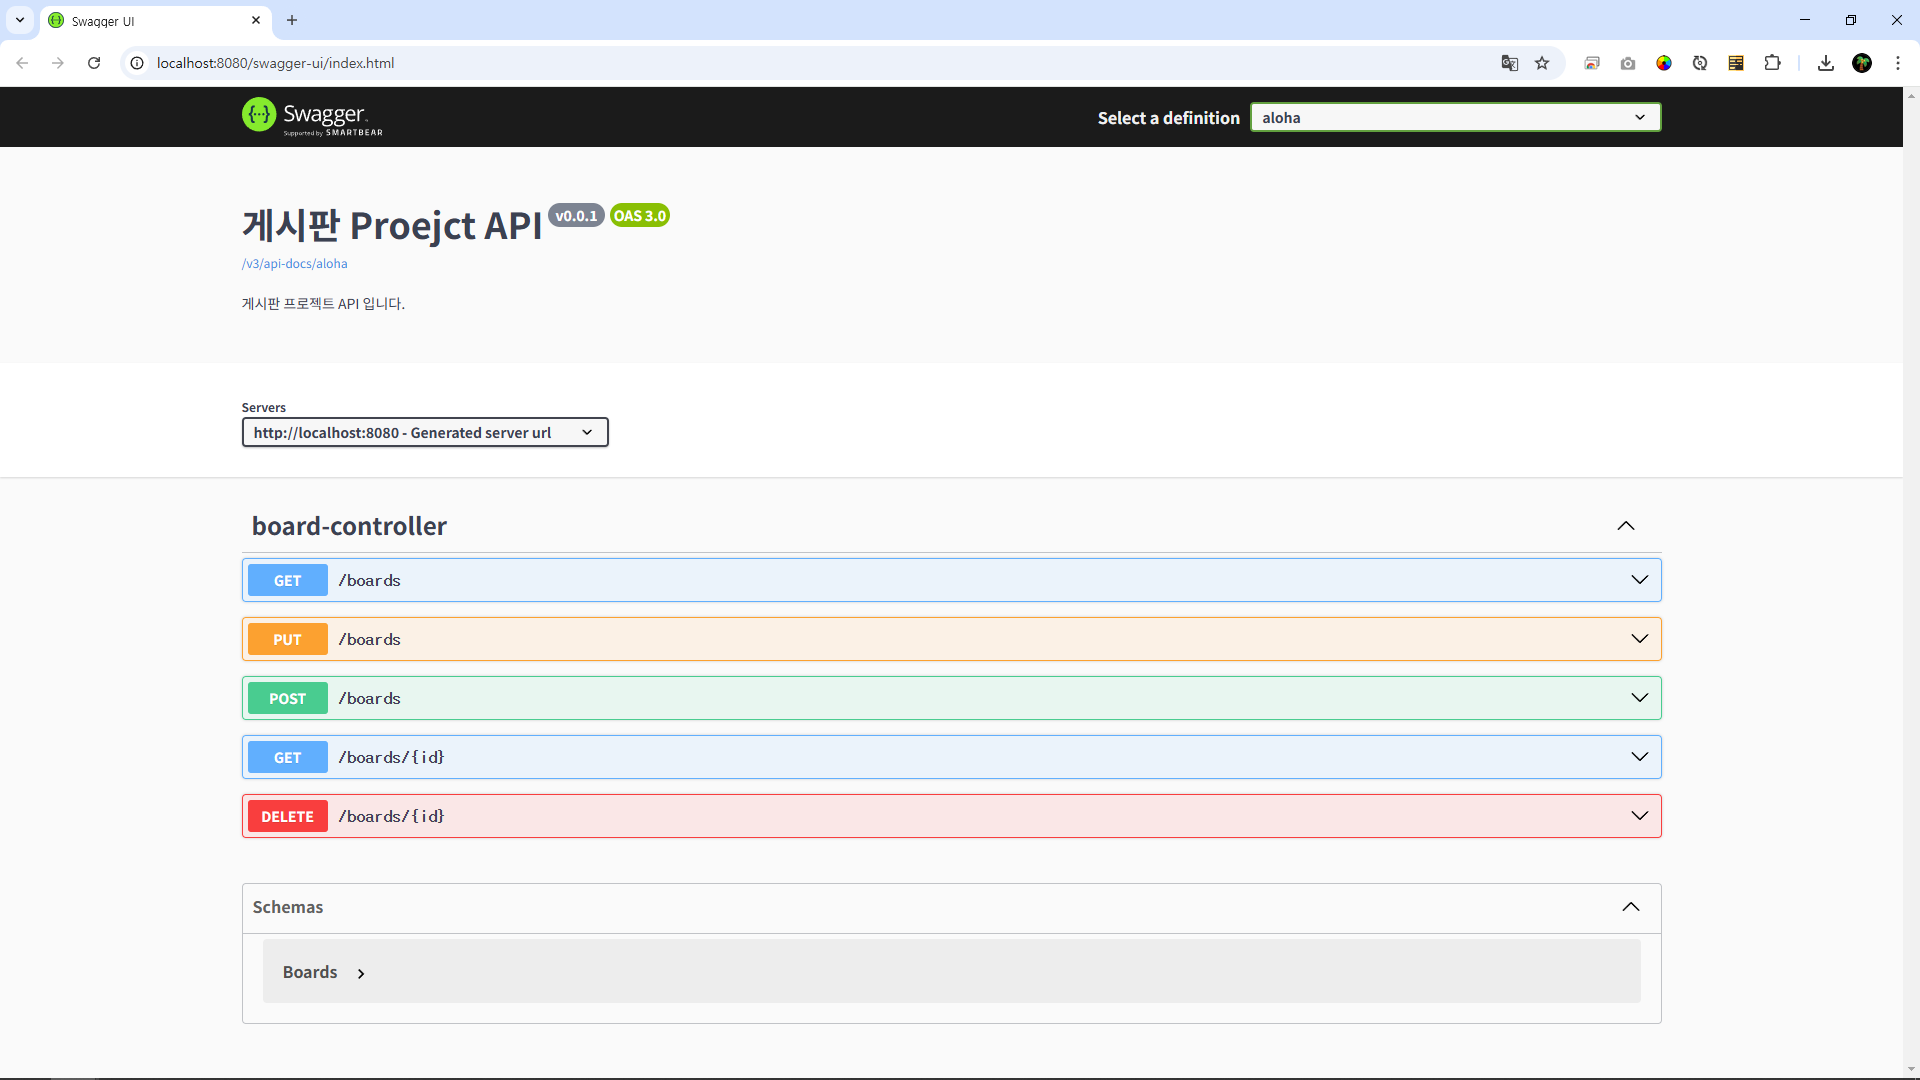 Swagger UI
localhost:8080/swagger-ui/index.html
{···} Swagger™
Supported by SMARTBEAR
Select a definition
aloha
게시판 Proejct API v0.0.1 OAS 3.0
/v3/api-docs/aloha
게시판 프로젝트 API 입니다.
Servers
http://localhost:8080 - Generated server url
board-controller
GET /boards
PUT /boards
POST /boards
GET /boards/{id}
DELETE /boards/{id}
Schemas
Boards